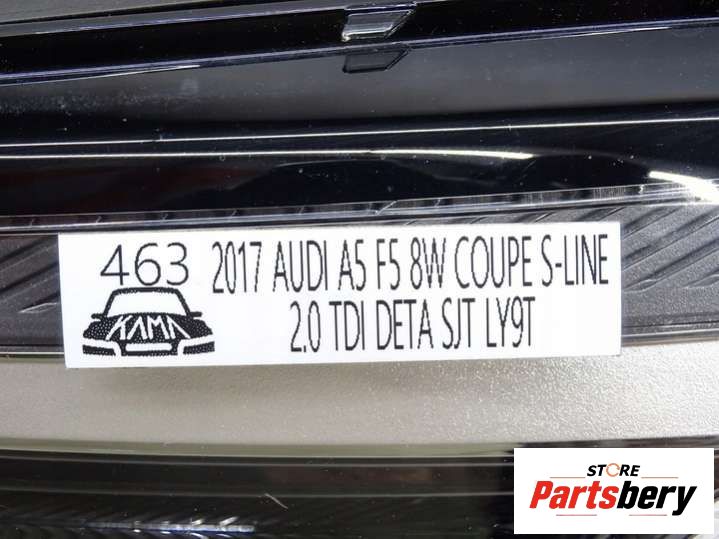 463 2017 AUDI A5 F5 8W COUPE S-LINE
KAMA 2.0 TDI DETA SJT LY9T
STORE
Partsbery